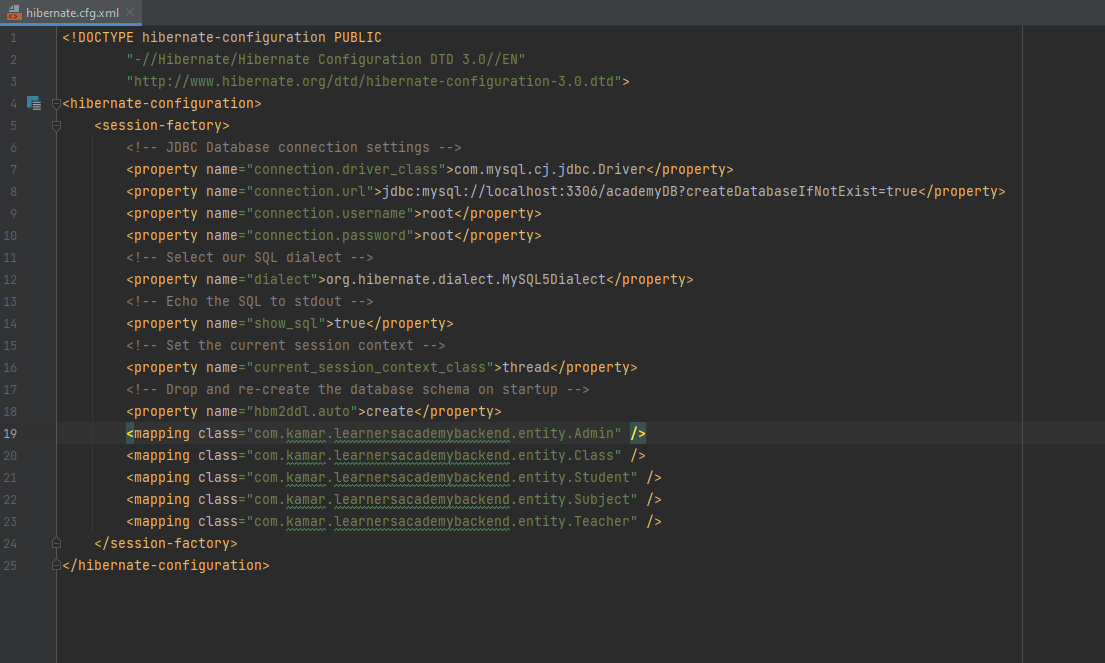 hibernate.cfg.xml
1 <!DOCTYPE hibernate-configuration PUBLIC
2 "-//Hibernate/Hibernate Configuration DTD 3.0//EN"
3 "http://www.hibernate.org/dtd/hibernate-configuration-3.0.dtd">
4 <hibernate-configuration>
5 <session-factory>
6 <!-- JDBC Database connection settings -->
7 <property name="connection.driver_class">com.mysql.cj.jdbc.Driver</property>
8 <property name="connection.url">jdbc:mysql://localhost:3306/academyDB?createDatabaseIfNotExist=true</property>
9 <property name="connection.username">root</property>
10 <property name="connection.password">root</property>
11 <!-- Select our SQL dialect -->
12 <property name="dialect">org.hibernate.dialect.MySQL5Dialect</property>
13 <!-- Echo the SQL to stdout -->
14 <property name="show_sql">true</property>
15 <!-- Set the current session context -->
16 <property name="current_session_context_class">thread</property>
17 <!-- Drop and re-create the database schema on startup -->
18 <property name="hbm2ddl.auto">create</property>
19 <mapping class="com.kamar.learnersacademybackend.entity.Admin" />
20 <mapping class="com.kamar.learnersacademybackend.entity.Class" />
21 <mapping class="com.kamar.learnersacademybackend.entity.Student" />
22 <mapping class="com.kamar.learnersacademybackend.entity.Subject" />
23 <mapping class="com.kamar.learnersacademybackend.entity.Teacher" />
24 </session-factory>
25 </hibernate-configuration>